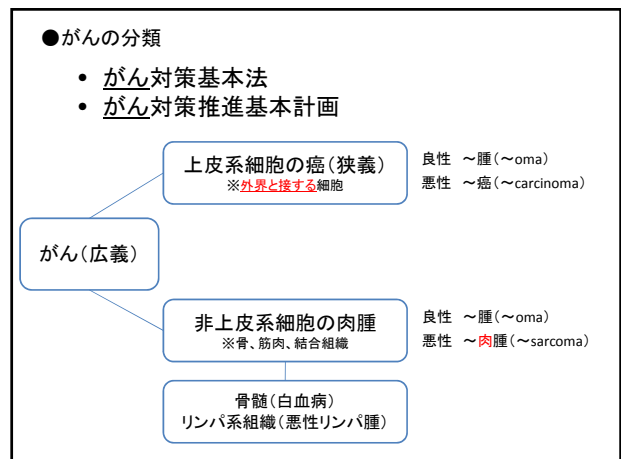 ●がんの分類
• がん対策基本法
• がん対策推進基本計画
上皮系細胞の癌(狭義)
※外界と接する細胞
良性 ~腫(~oma)
悪性 ~癌(~carcinoma)
がん(広義)
非上皮系細胞の肉腫
※骨、筋肉、結合組織
良性 ~腫(~oma)
悪性 ~肉腫(~sarcoma)
骨髄(白血病)
リンパ系組織(悪性リンパ腫)